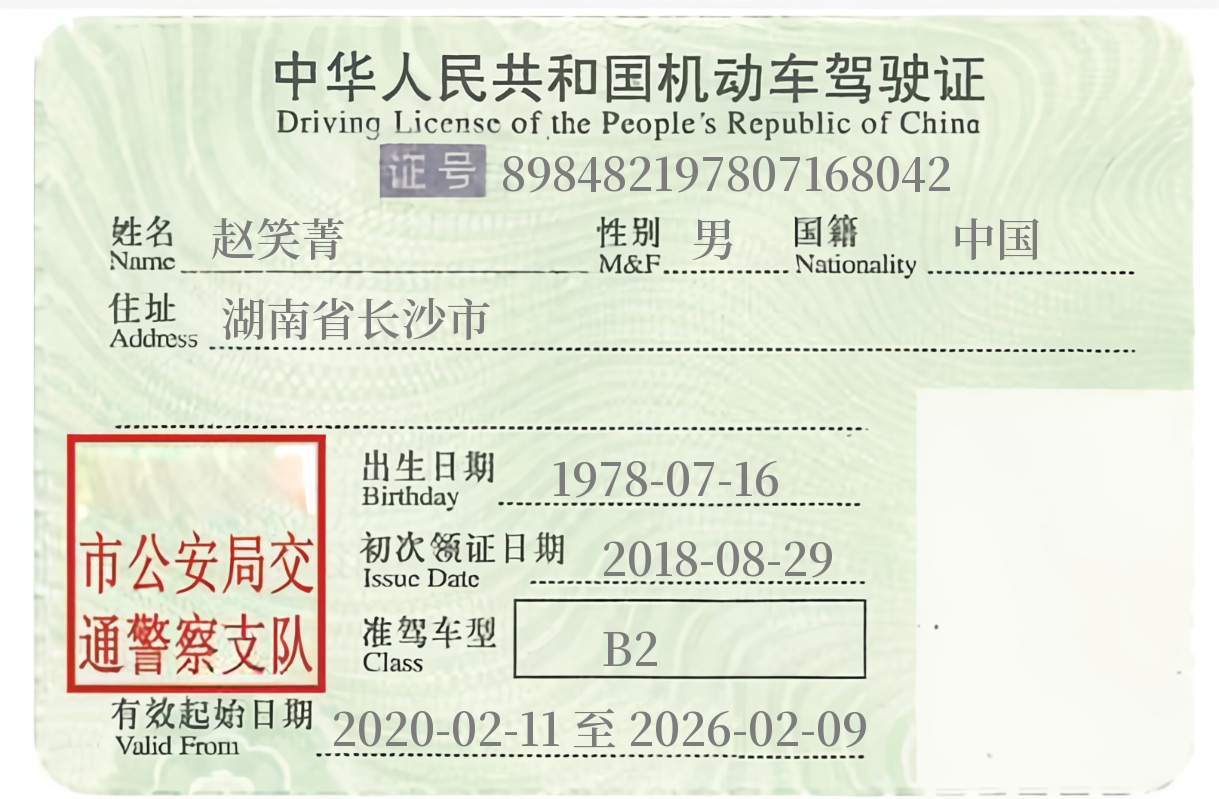 中华人民共和国机动车驾驶证
Driving License of the People's Republic of China
证号 898482197807168042
姓名 赵笑菁 性别 男 国籍 中国
Name M&F Nationality
住址 湖南省长沙市
Address
出生日期 1978-07-16
Birthday
初次领证日期 2018-08-29
Issue Date
准驾车型 B2
Class
市公安局交
通警察支队
有效起始日期 2020-02-11 至 2026-02-09
Valid From